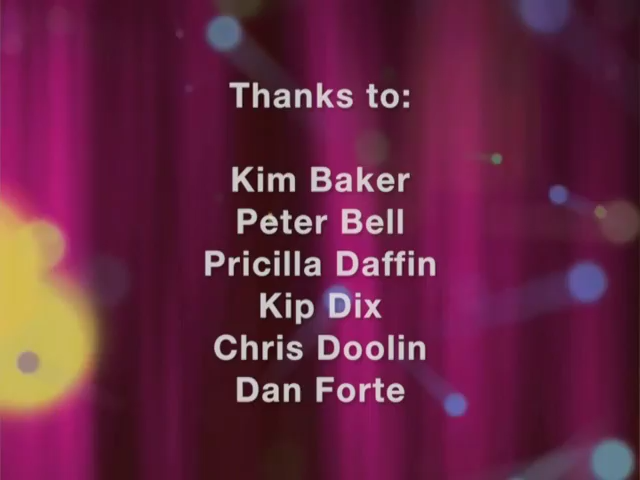 Thanks to:
Kim Baker
Peter Bell
Pricilla Daffin
Kip Dix
Chris Doolin
Dan Forte